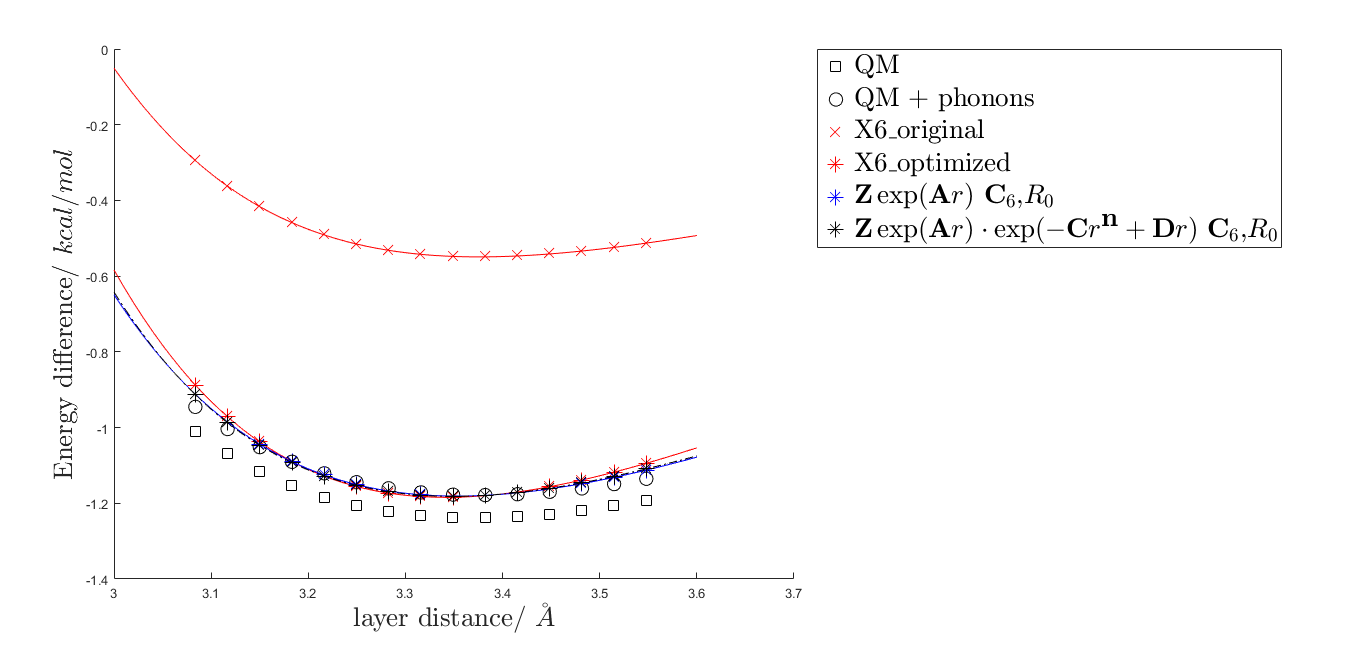 0
-0.2
-0.4
-0.6
-0.8
-1
-1.2
-1.4
3 3.1 3.2 3.3 3.4 3.5 3.6 3.7
Energy difference/ kcal/mol
layer distance/ Å
QM
QM + phonons
X6_original
X6_optimized
Z exp(Ar) C₆,R₀
Z exp(Ar) · exp(−Crⁿ + Dr) C₆,R₀